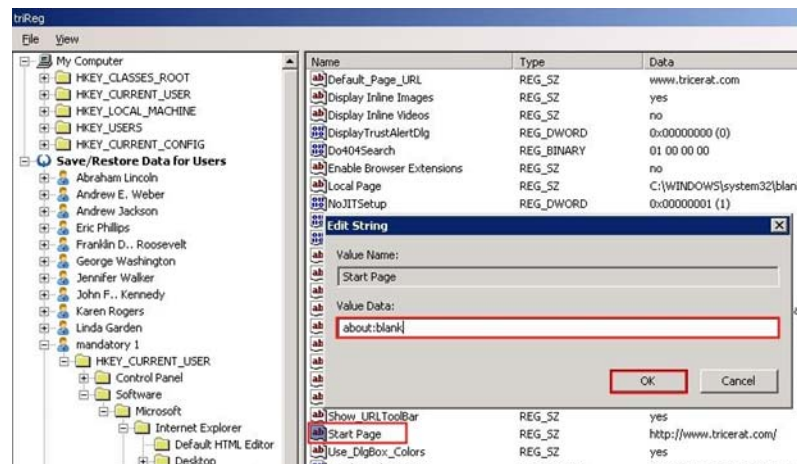 triReg
File View
My Computer
HKEY_CLASSES_ROOT
HKEY_CURRENT_USER
HKEY_LOCAL_MACHINE
HKEY_USERS
HKEY_CURRENT_CONFIG
Save/Restore Data for Users
Abraham Lincoln
Andrew E. Weber
Andrew Jackson
Eric Phillips
Franklin D.. Roosevelt
George Washington
Jennifer Walker
John F.. Kennedy
Karen Rogers
Linda Garden
mandatory 1
HKEY_CURRENT_USER
Control Panel
Software
Microsoft
Internet Explorer
Default HTML Editor
Desktop
Name Type Data
Default_Page_URL REG_SZ www.tricerat.com
Display Inline Images REG_SZ yes
Display Inline Videos REG_SZ no
DisplayTrustAlertDlg REG_DWORD 0x00000000 (0)
Do404Search REG_BINARY 01 00 00 00
Enable Browser Extensions REG_SZ no
Local Page REG_SZ C:\WINDOWS\system32\blan
NoJITSetup REG_DWORD 0x00000001 (1)
Edit String
Value Name:
Start Page
Value Data:
about:blank
OK Cancel
Show_URLToolBar REG_SZ yes
Start Page REG_SZ http://www.tricerat.com/
Use_DlgBox_Colors REG_SZ yes